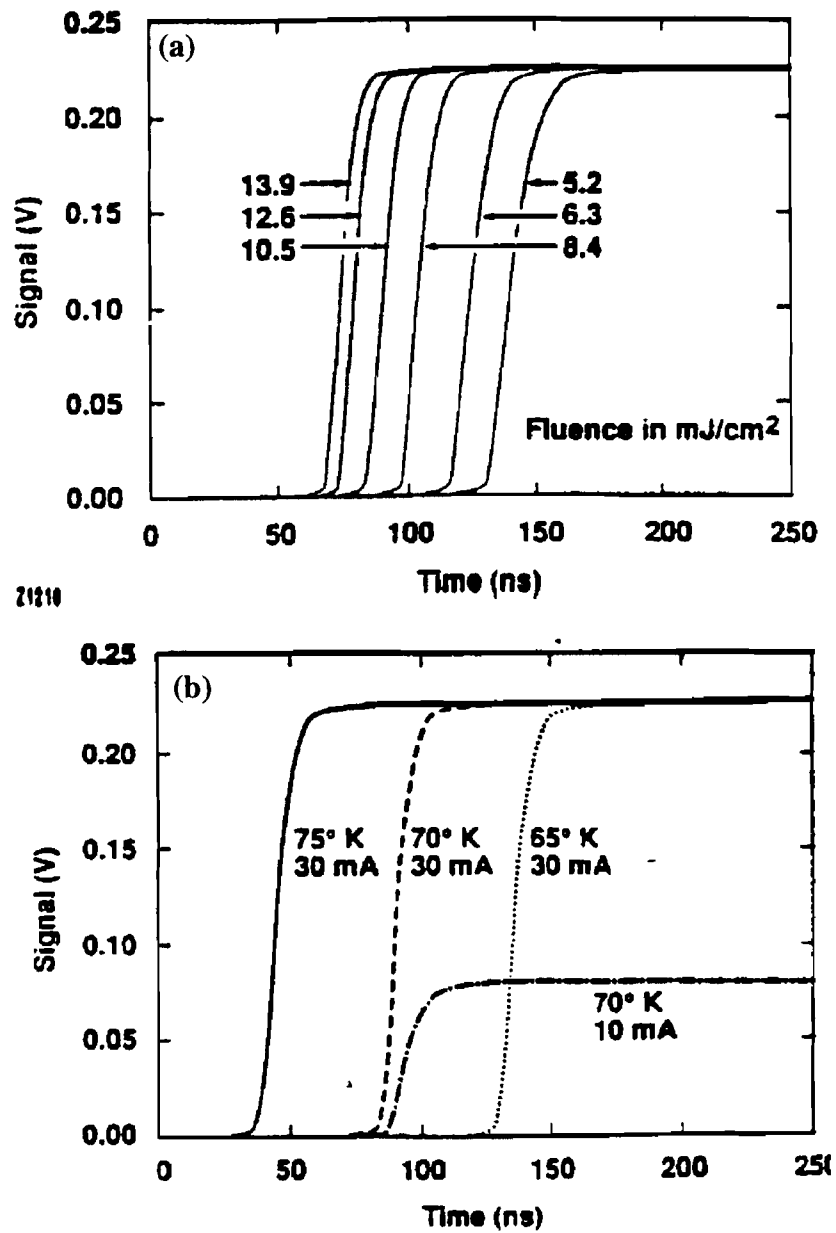 (a)
0.25
0.20
0.15
0.10
0.05
0.00
Signal (V)
13.9
12.6
10.5
5.2
6.3
8.4
Fluence in mJ/cm²
0 50 100 150 200 250
Time (ns)
Z1210
(b)
0.25
0.20
0.15
0.10
0.05
0.00
Signal (V)
75° K
30 mA
70° K
30 mA
65° K
30 mA
70° K
10 mA
0 50 100 150 200 250
Time (ns)